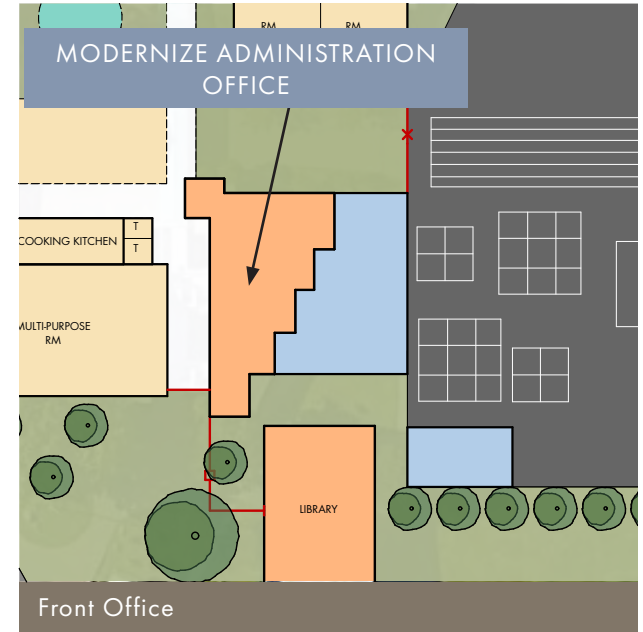 RM RM
MODERNIZE ADMINISTRATION
OFFICE
COOKING KITCHEN
T
T
MULTI-PURPOSE
RM
LIBRARY
Front Office